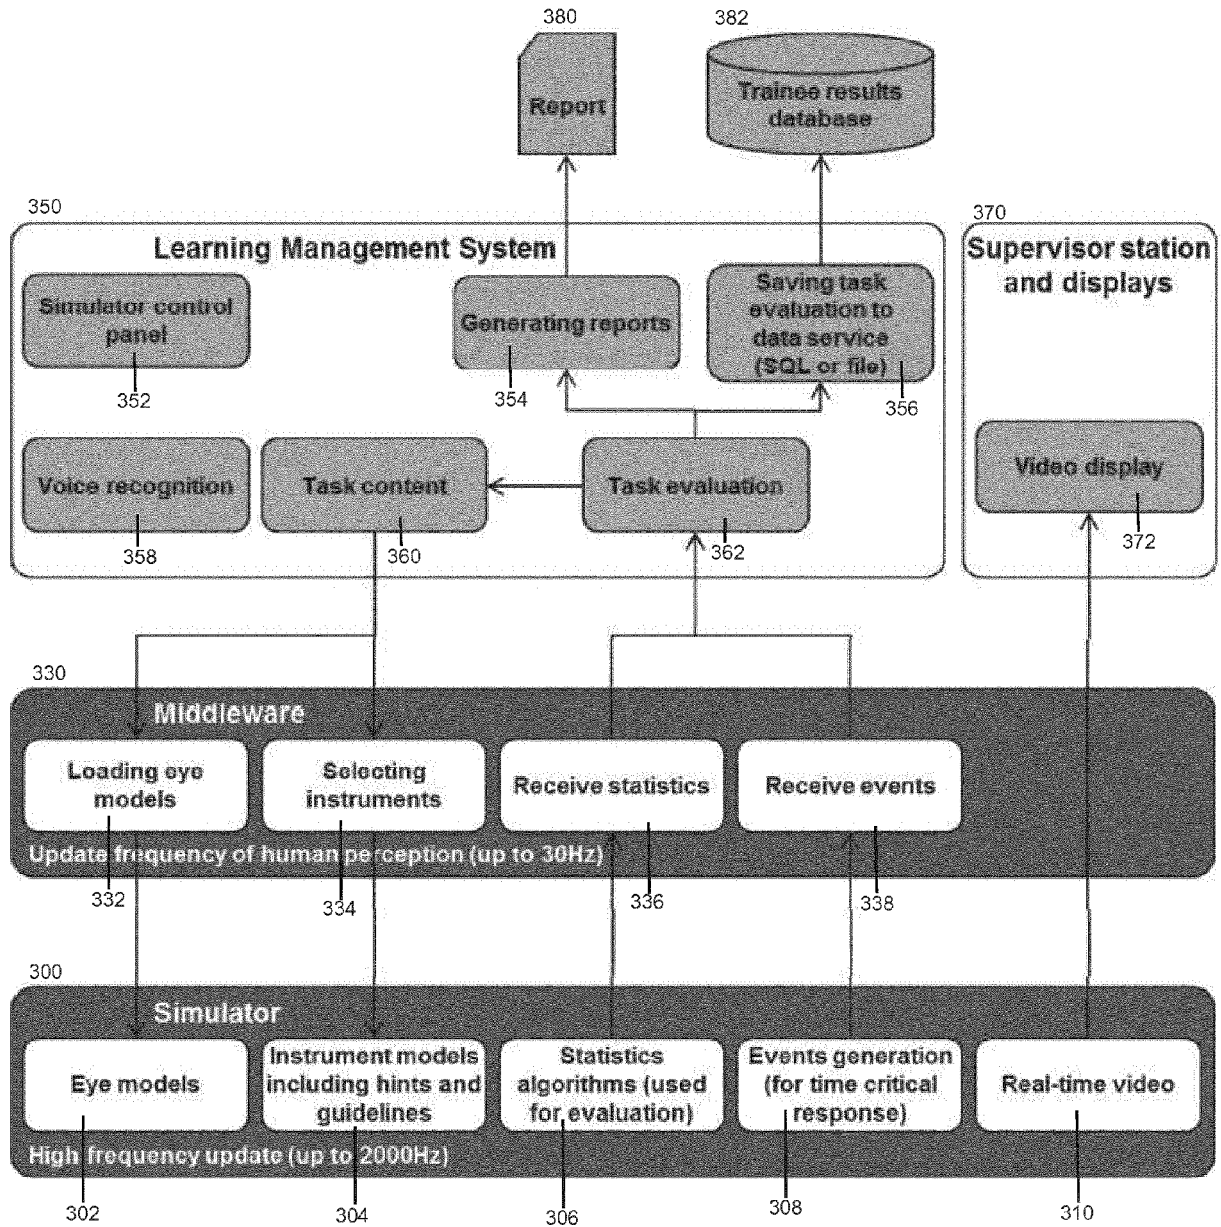 380
382
Report
Trainee results
database
350
370
Learning Management System
Supervisor station
and displays
Simulator control
panel
Generating reports
Saving task
evaluation to
data service
(SQL or file)
352
354
356
Voice recognition
Task content
Task evaluation
Video display
358
360
362
372
330
Middleware
Loading eye
models
Selecting
instruments
Receive statistics
Receive events
Update frequency of human perception (up to 30Hz)
332
334
336
338
300
Simulator
Eye models
Instrument models
including hints and
guidelines
Statistics
algorithms (used
for evaluation)
Events generation
(for time critical
response)
Real-time video
High frequency update (up to 2000Hz)
302
304
306
308
310